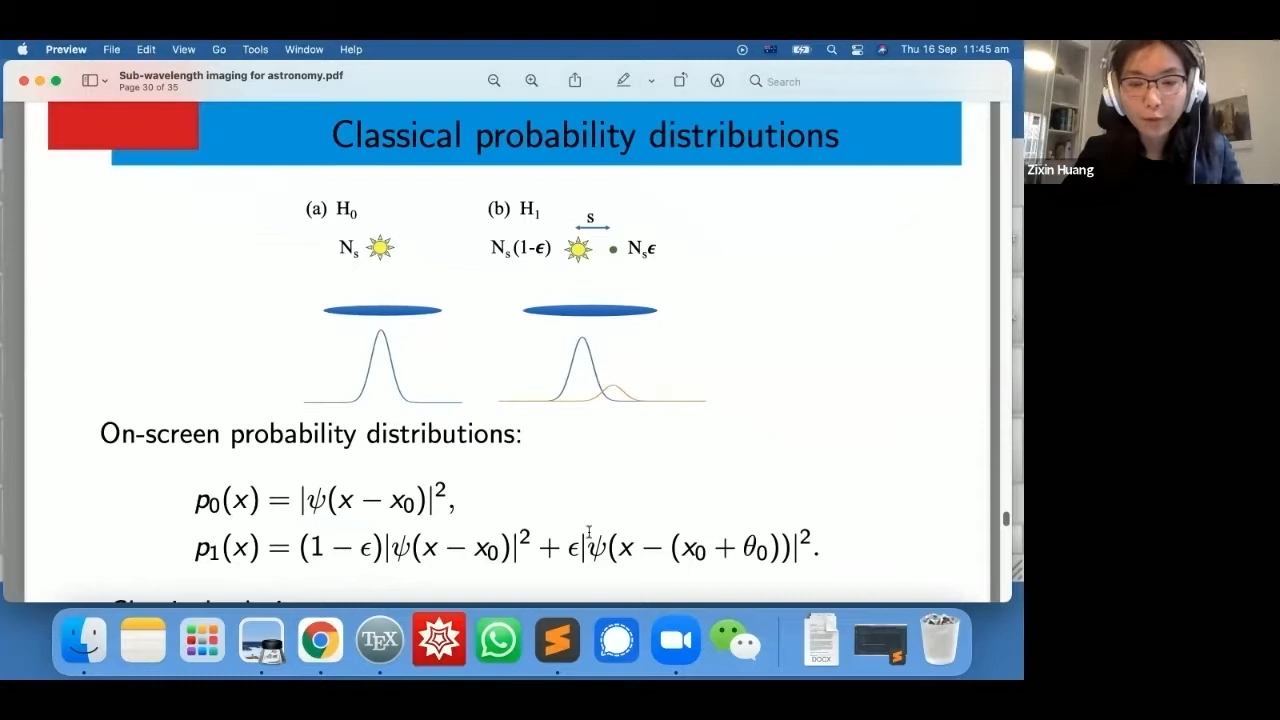 Preview File Edit View Go Tools Window Help Thu 16 Sep 11:45 am
Sub-wavelength imaging for astronomy.pdf
Page 30 of 35
Search
Zixin Huang
Classical probability distributions
(a) H₀ (b) H₁
s
Nₛ Nₛ(1-ϵ) Nₛϵ
On-screen probability distributions:
p₀(x) = |ψ(x − x₀)|²,
p₁(x) = (1 − ϵ)|ψ(x − x₀)|² + ϵ|ψ(x − (x₀ + θ₀))|².
TEX
DOCX